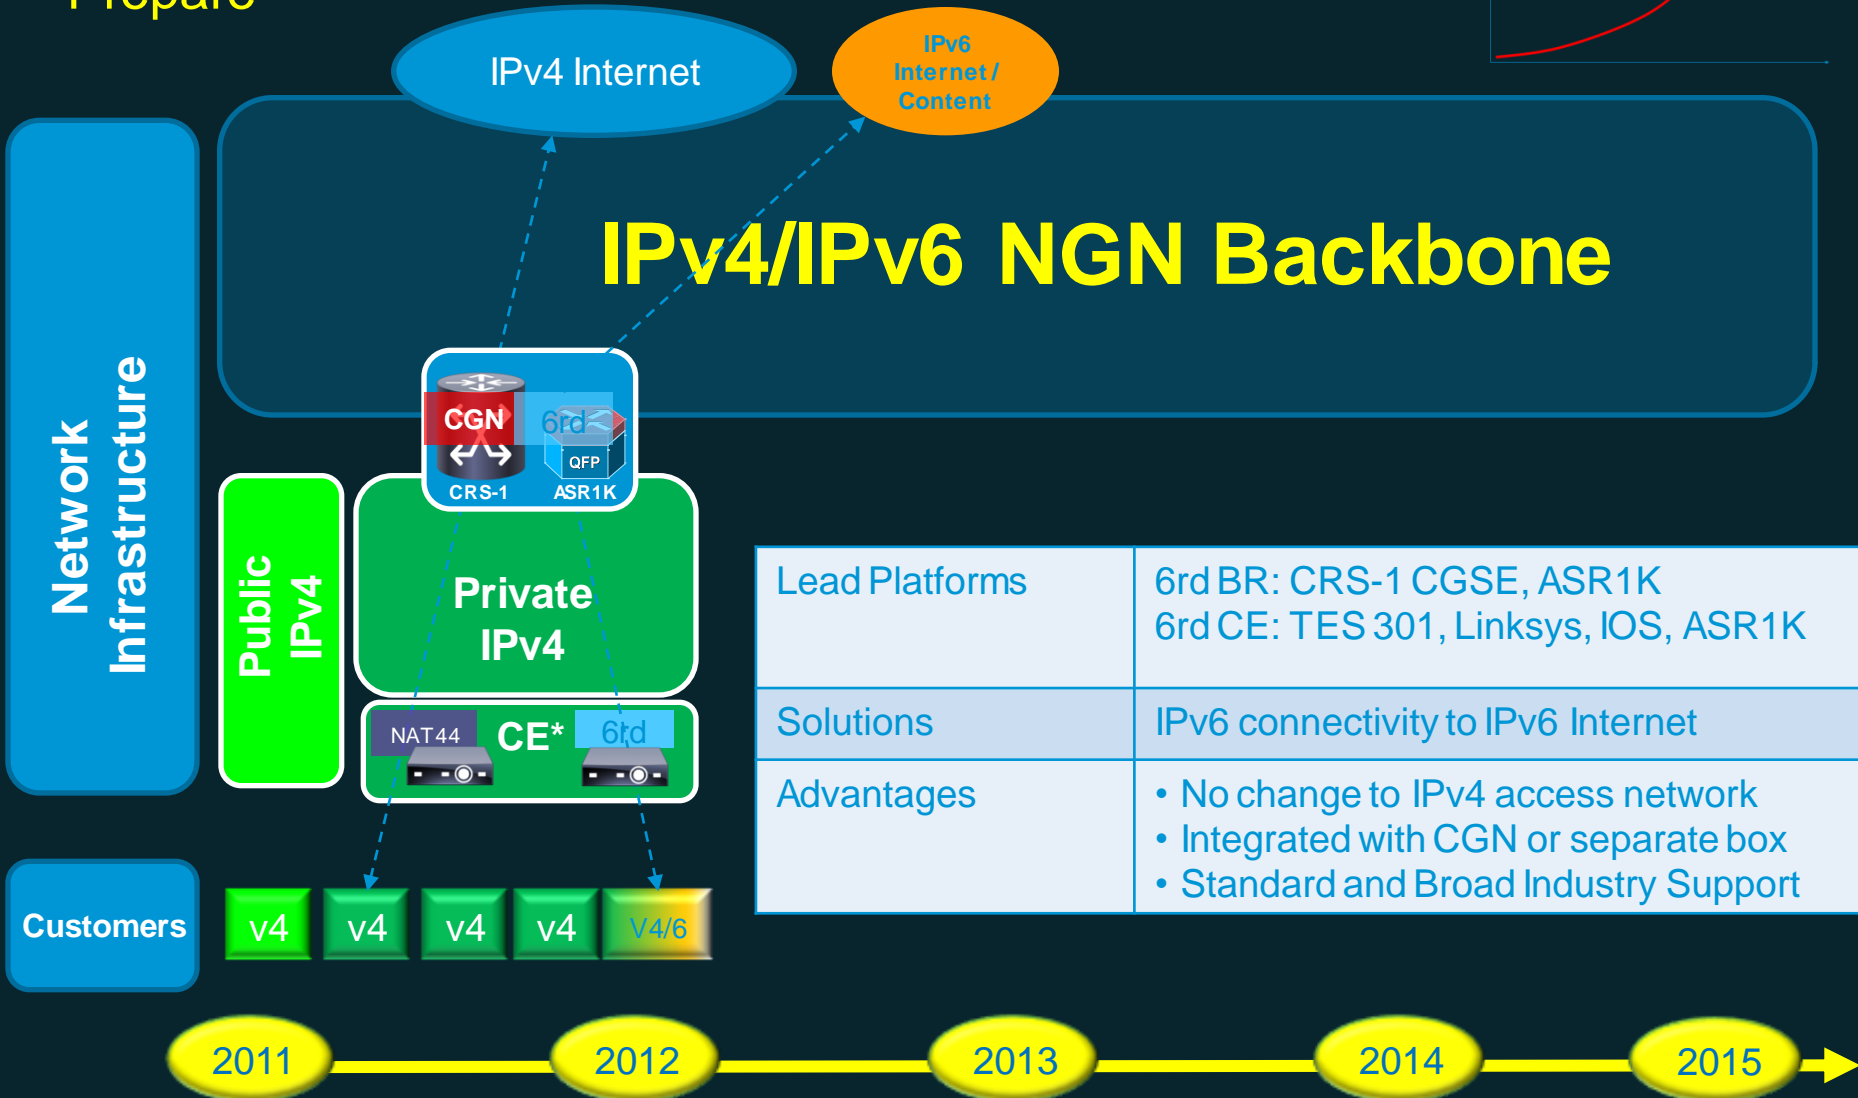 Prepare
IPv4 Internet
IPv6
Internet /
Content
IPv4/IPv6 NGN Backbone
Network
Infrastructure
CGN
6rd
QFP
CRS-1
ASR1K
Public
IPv4
Private
IPv4
NAT44
CE*
6rd
Lead Platforms
6rd BR: CRS-1 CGSE, ASR1K
6rd CE: TES 301, Linksys, IOS, ASR1K
Solutions
IPv6 connectivity to IPv6 Internet
Advantages
• No change to IPv4 access network
• Integrated with CGN or separate box
• Standard and Broad Industry Support
Customers
v4
v4
v4
v4
V4/6
2011
2012
2013
2014
2015